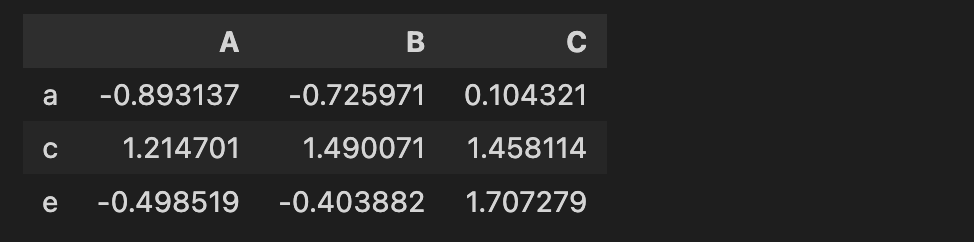 A B C
a -0.893137 -0.725971 0.104321
c 1.214701 1.490071 1.458114
e -0.498519 -0.403882 1.707279